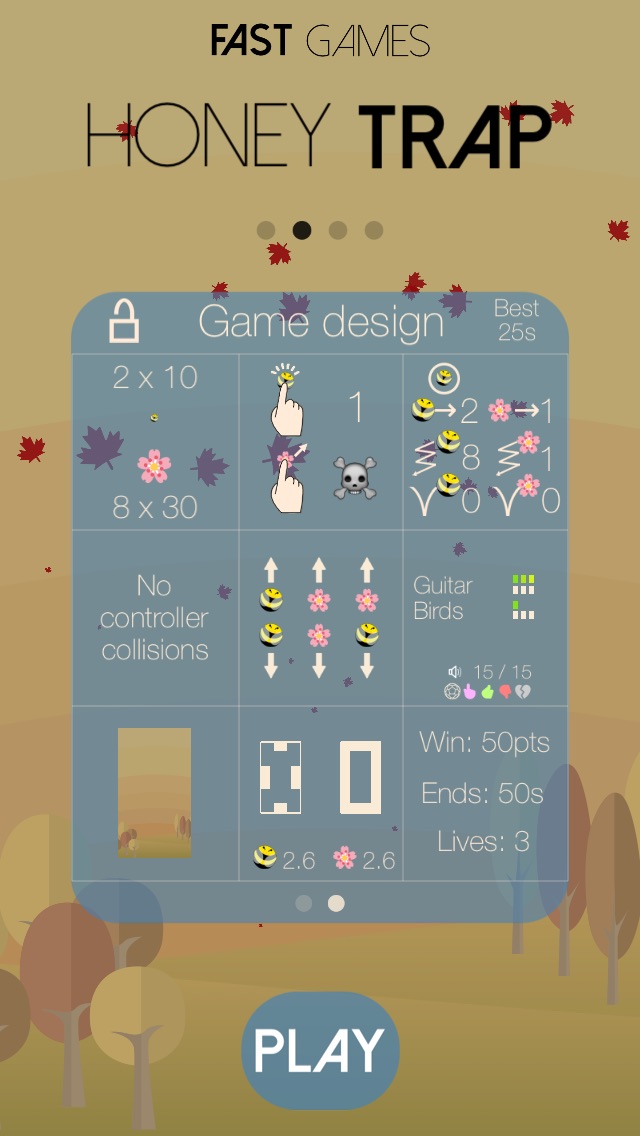 FAST GAMES
HONEY TRAP
Game design
Best
25s
2 x 10
8 x 30
1
2 1
8 1
0 0
No
controller
collisions
Guitar
Birds
15 / 15
2.6 2.6
Win: 50pts
Ends: 50s
Lives: 3
PLAY